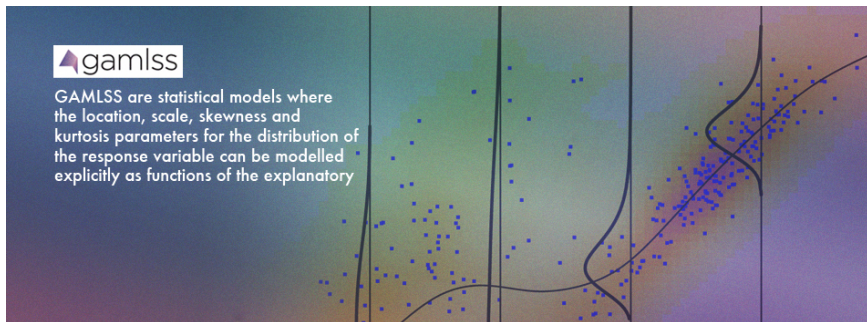 gamlss
GAMLSS are statistical models where
the location, scale, skewness and
kurtosis parameters for the distribution of
the response variable can be modelled
explicitly as functions of the explanatory